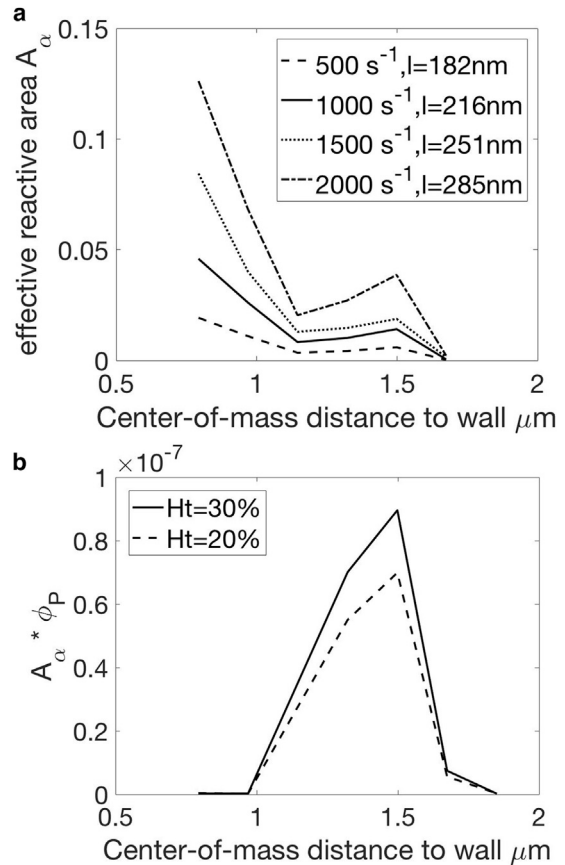 a
0.15
0.1
0.05
0
effective reactive area A_α
500 s⁻¹,l=182nm
1000 s⁻¹,l=216nm
1500 s⁻¹,l=251nm
2000 s⁻¹,l=285nm
0.5 1 1.5 2
Center-of-mass distance to wall μm
b
×10⁻⁷
1
0.8
0.6
0.4
0.2
0
A_α * ϕ_P
Ht=30%
Ht=20%
0.5 1 1.5 2
Center-of-mass distance to wall μm